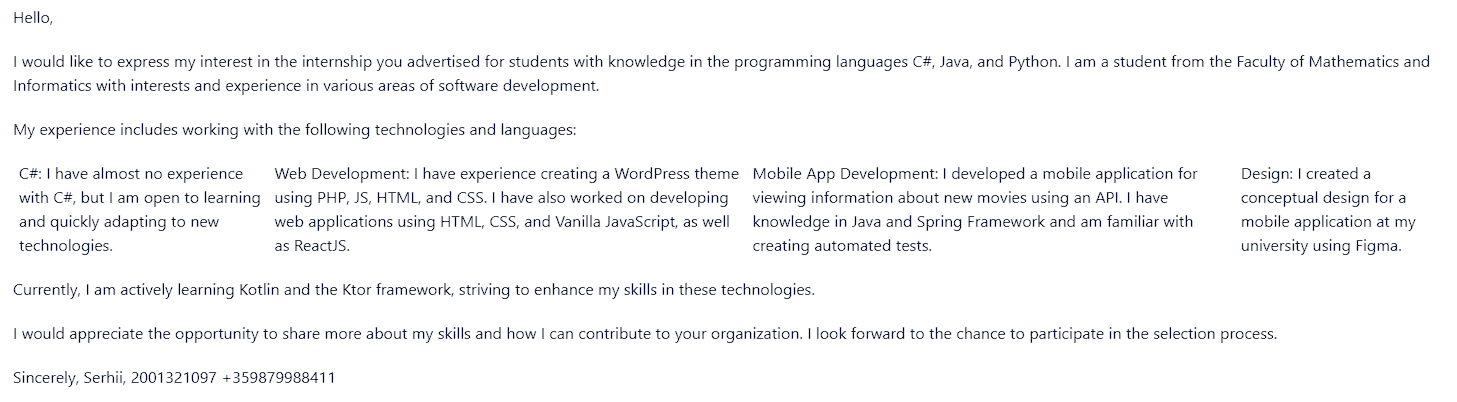 Hello,
I would like to express my interest in the internship you advertised for students with knowledge in the programming languages C#, Java, and Python. I am a student from the Faculty of Mathematics and
Informatics with interests and experience in various areas of software development.
My experience includes working with the following technologies and languages:
C#: I have almost no experience
with C#, but I am open to learning
and quickly adapting to new
technologies.
Web Development: I have experience creating a WordPress theme
using PHP, JS, HTML, and CSS. I have also worked on developing
web applications using HTML, CSS, and Vanilla JavaScript, as well
as ReactJS.
Mobile App Development: I developed a mobile application for
viewing information about new movies using an API. I have
knowledge in Java and Spring Framework and am familiar with
creating automated tests.
Design: I created a
conceptual design for a
mobile application at my
university using Figma.
Currently, I am actively learning Kotlin and the Ktor framework, striving to enhance my skills in these technologies.
I would appreciate the opportunity to share more about my skills and how I can contribute to your organization. I look forward to the chance to participate in the selection process.
Sincerely, Serhii, 2001321097 +359879988411